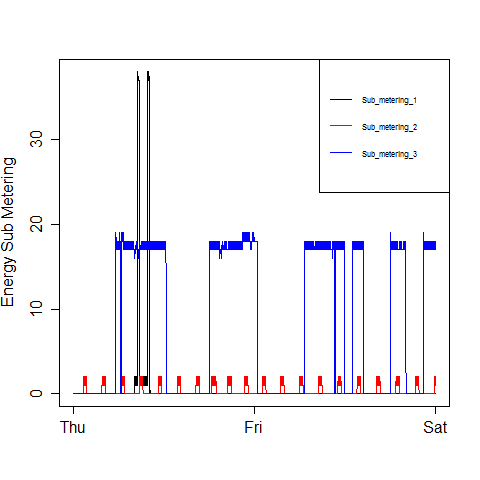 Energy Sub Metering
30
20
10
0
Sub_metering_1
Sub_metering_2
Sub_metering_3
Thu
Fri
Sat